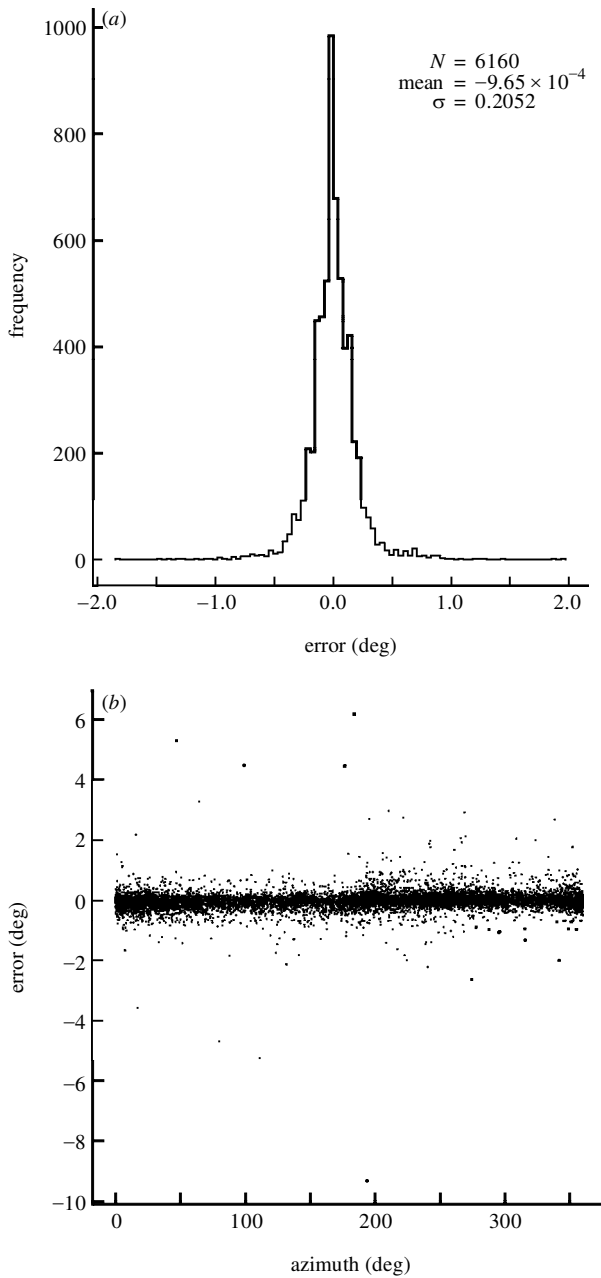 (a)
1000
800
600
400
200
0
frequency
N = 6160
mean = −9.65 × 10−4
σ = 0.2052
−2.0 −1.0 0.0 1.0 2.0
error (deg)
(b)
6
4
2
0
−2
−4
−6
−8
−10
error (deg)
0 100 200 300
azimuth (deg)